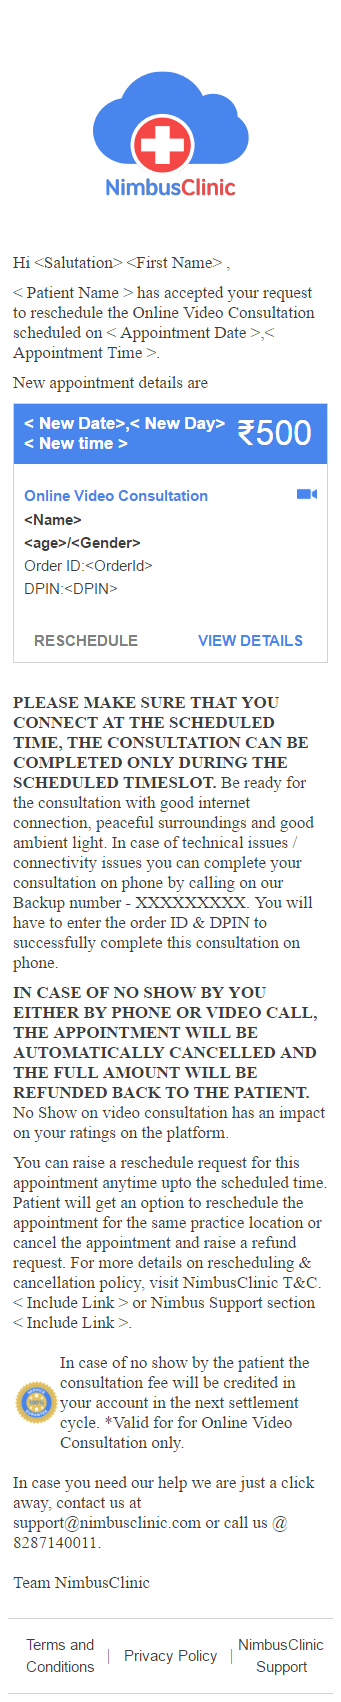 NimbusClinic
Hi <Salutation> <First Name> ,
< Patient Name > has accepted your request
to reschedule the Online Video Consultation
scheduled on < Appointment Date >,<
Appointment Time >.
New appointment details are
< New Date>,< New Day>
< New time >
₹500
Online Video Consultation
<Name>
<age>/<Gender>
Order ID:<OrderId>
DPIN:<DPIN>
RESCHEDULE VIEW DETAILS
PLEASE MAKE SURE THAT YOU
CONNECT AT THE SCHEDULED
TIME, THE CONSULTATION CAN BE
COMPLETED ONLY DURING THE
SCHEDULED TIMESLOT. Be ready for
the consultation with good internet
connection, peaceful surroundings and good
ambient light. In case of technical issues /
connectivity issues you can complete your
consultation on phone by calling on our
Backup number - XXXXXXXXX. You will
have to enter the order ID & DPIN to
successfully complete this consultation on
phone.
IN CASE OF NO SHOW BY YOU
EITHER BY PHONE OR VIDEO CALL,
THE APPOINTMENT WILL BE
AUTOMATICALLY CANCELLED AND
THE FULL AMOUNT WILL BE
REFUNDED BACK TO THE PATIENT.
No Show on video consultation has an impact
on your ratings on the platform.
You can raise a reschedule request for this
appointment anytime upto the scheduled time.
Patient will get an option to reschedule the
appointment for the same practice location or
cancel the appointment and raise a refund
request. For more details on rescheduling &
cancellation policy, visit NimbusClinic T&C.
< Include Link > or Nimbus Support section
< Include Link >.
In case of no show by the patient the
consultation fee will be credited in
your account in the next settlement
cycle. *Valid for for Online Video
Consultation only.
100%
In case you need our help we are just a click
away, contact us at
support@nimbusclinic.com or call us @
8287140011.
Team NimbusClinic
Terms and
Conditions
Privacy Policy
NimbusClinic
Support